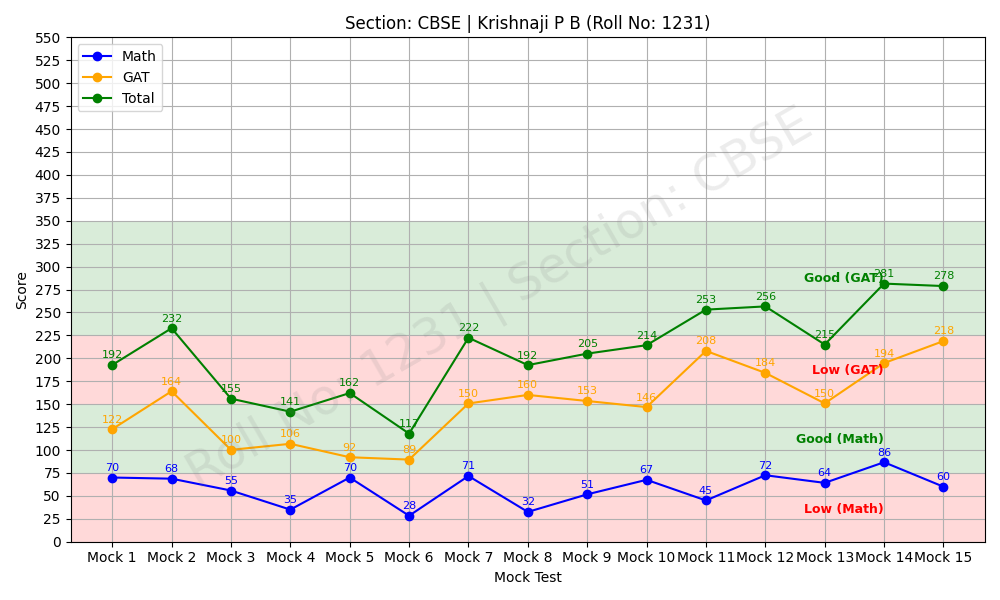 Section: CBSE | Krishnaji P B (Roll No: 1231)
Math
GAT
Total
Score
550
525
500
475
450
425
400
375
350
325
300
275
250
225
200
175
150
125
100
75
50
25
0
192 232 155 141 162 117 222 192 205 214 253 256 215 281 278
122 164 100 106 92 89 150 160 153 146 208 184 150 194 218
70 68 55 35 70 28 71 32 51 67 45 72 64 86 60
Good (GAT)
Low (GAT)
Good (Math)
Low (Math)
Roll No: 1231 | Section: CBSE
Mock 1 Mock 2 Mock 3 Mock 4 Mock 5 Mock 6 Mock 7 Mock 8 Mock 9 Mock 10 Mock 11 Mock 12 Mock 13 Mock 14 Mock 15
Mock Test